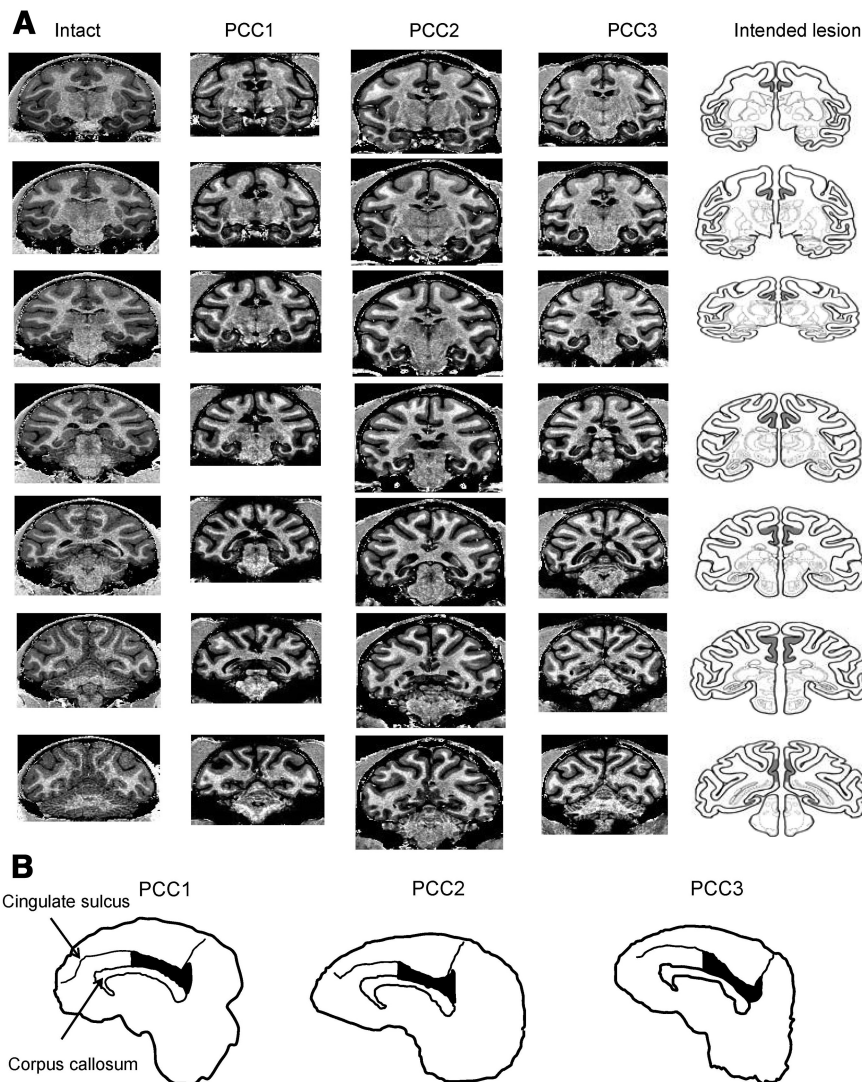 A
Intact PCC1 PCC2 PCC3 Intended lesion
B
PCC1 PCC2 PCC3
Cingulate sulcus
Corpus callosum